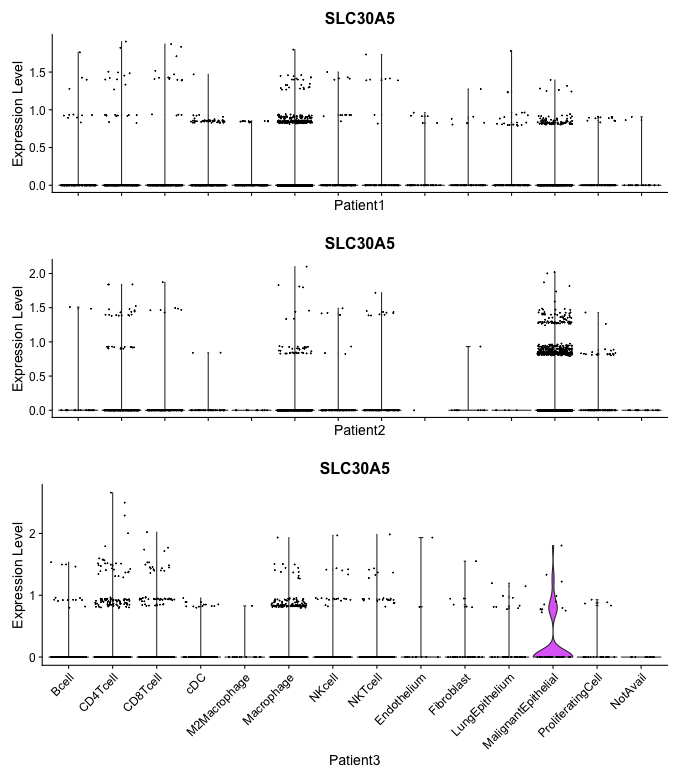 SLC30A5
Expression Level
1.5
1.0
0.5
0.0
Patient1
SLC30A5
Expression Level
2.0
1.5
1.0
0.5
0.0
Patient2
SLC30A5
Expression Level
2
1
0
Bcell
CD4Tcell
CD8Tcell
cDC
M2Macrophage
Macrophage
NKcell
NKTcell
Endothelium
Fibroblast
LungEpithelium
MalignantEpithelial
ProliferatingCell
NotAvail
Patient3